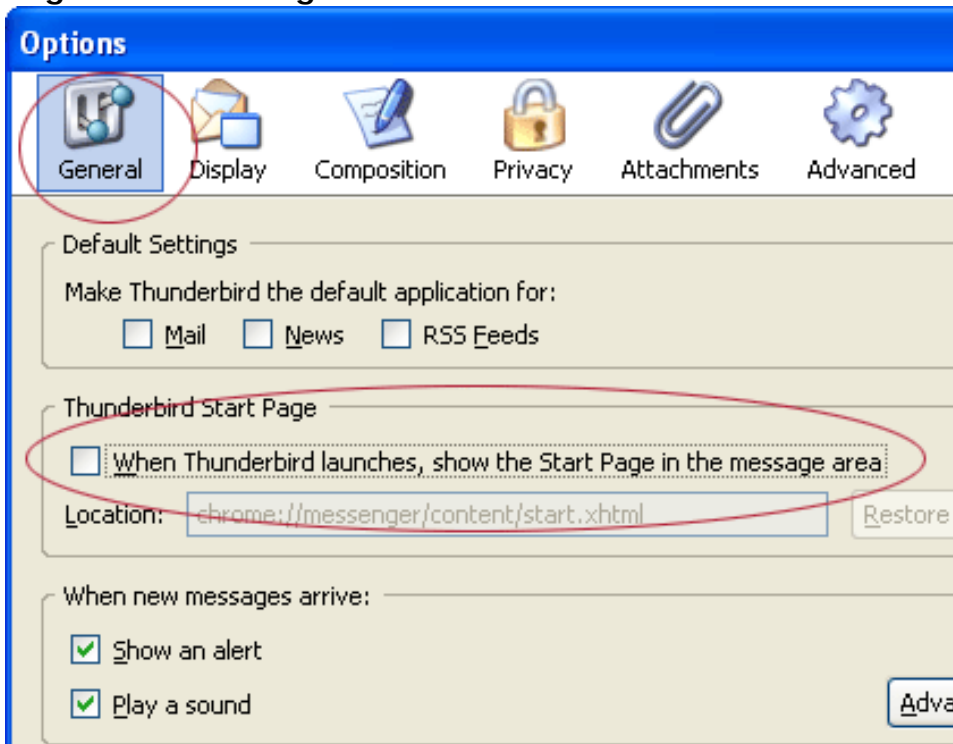 Options
General Display Composition Privacy Attachments Advanced
Default Settings
Make Thunderbird the default application for:
Mail News RSS Feeds
Thunderbird Start Page
When Thunderbird launches, show the Start Page in the message area
Location: chrome://messenger/content/start.xhtml Restore
When new messages arrive:
Show an alert
Play a sound Adva